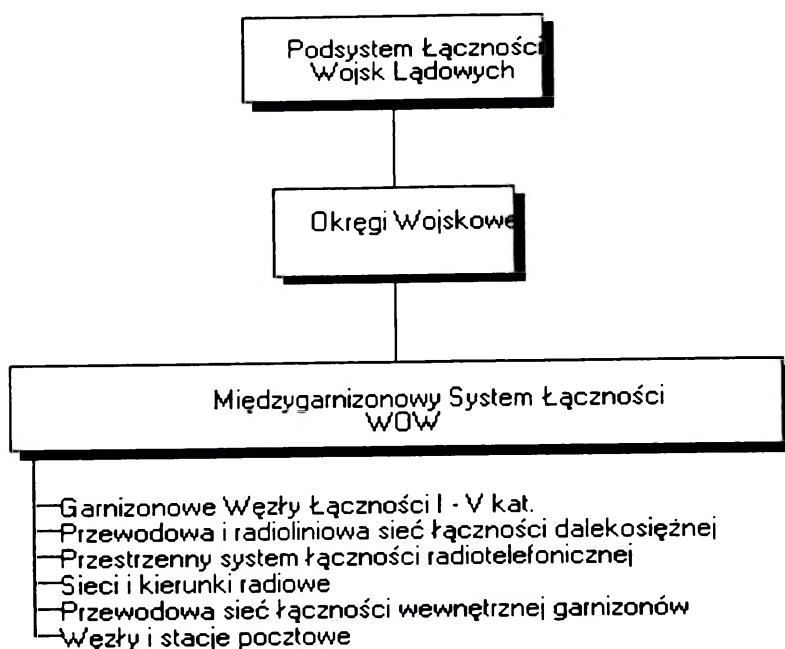 Podsystem Łączności
Wojsk Lądowych
Okręgi Wojskowe
Międzygarnizonowy System Łączności
WOW
Garnizonowe Węzły Łączności I - V kat.
Przewodowa i radioliniowa sieć łączności dalekosiężnej
Przestrzenny system łączności radiotelefonicznej
Sieci i kierunki radiowe
Przewodowa sieć łączności wewnętrznej garnizonów
Węzły i stacje pocztowe